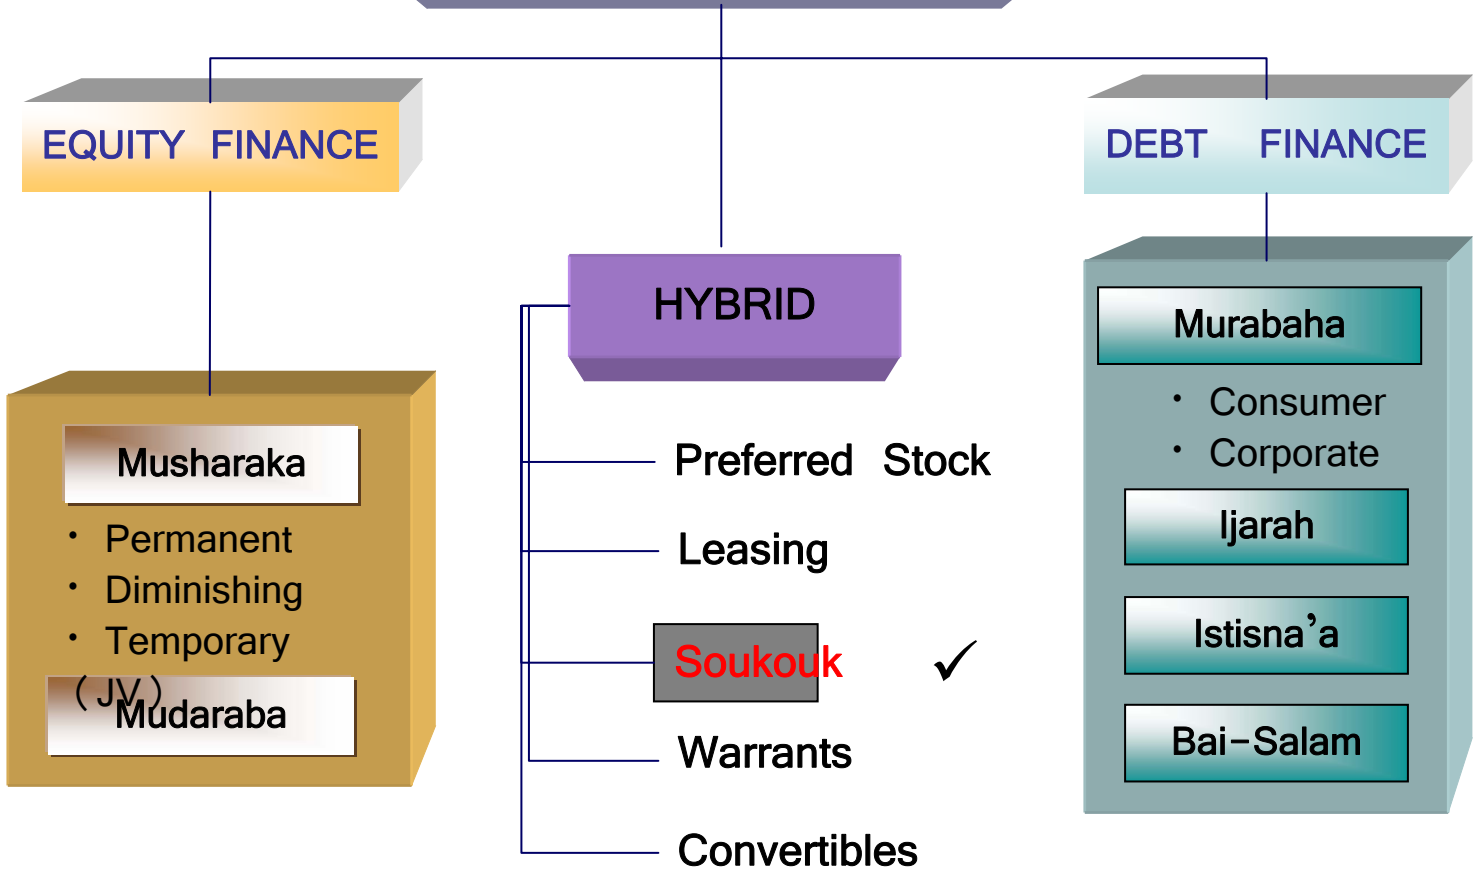 EQUITY FINANCE
Musharaka
• Permanent
• Diminishing
• Temporary
(JV)
Mudaraba
HYBRID
Preferred Stock
Leasing
Soukouk ✓
Warrants
Convertibles
DEBT FINANCE
Murabaha
• Consumer
• Corporate
Ijarah
Istisna’a
Bai-Salam